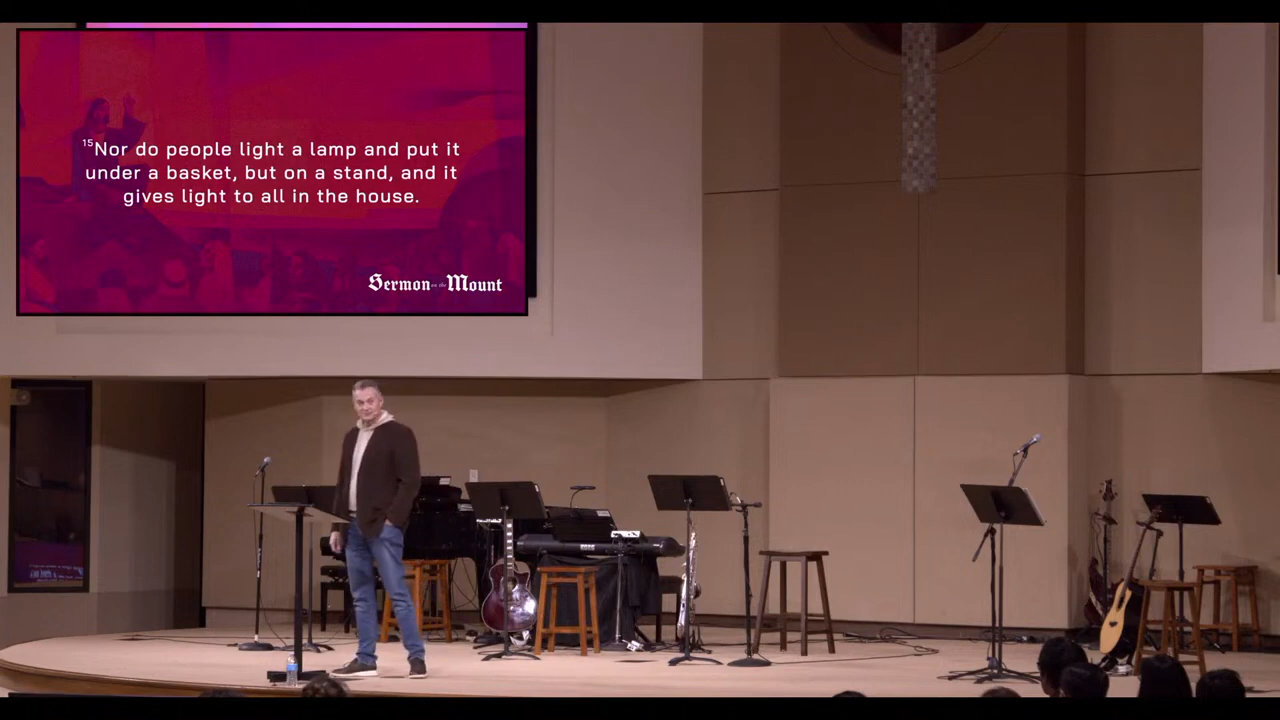 ¹⁵Nor do people light a lamp and put it
under a basket, but on a stand, and it
gives light to all in the house.
Sermon on the Mount
KORG